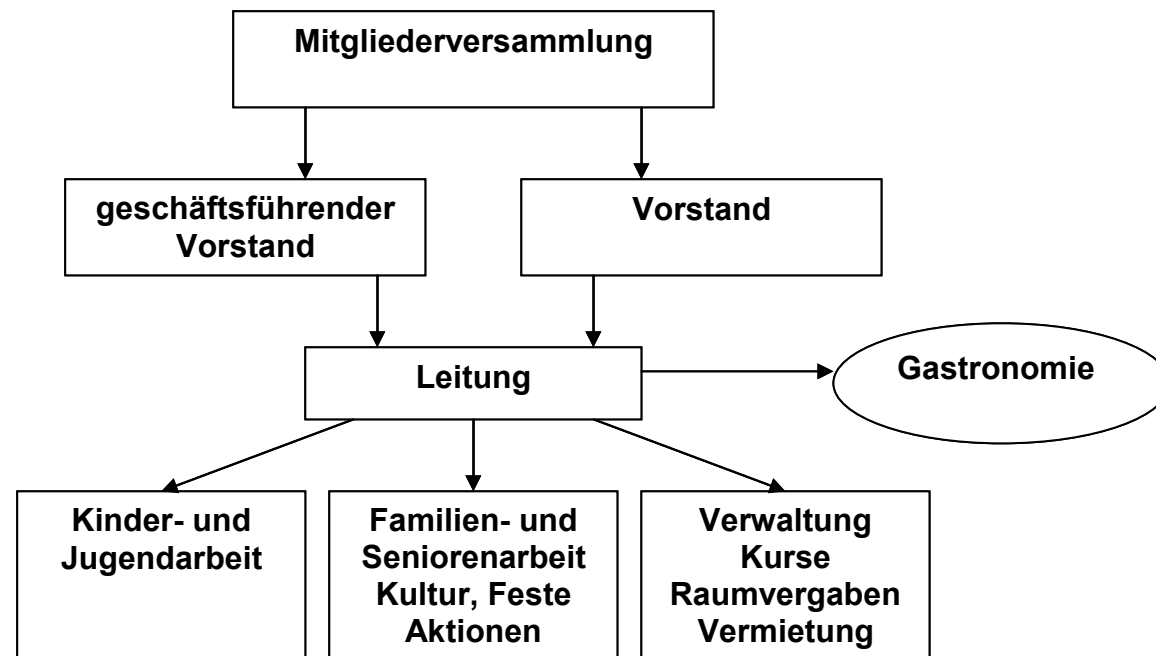 Mitgliederversammlung
geschäftsführender
Vorstand
Vorstand
Leitung
Gastronomie
Kinder- und
Jugendarbeit
Familien- und
Seniorenarbeit
Kultur, Feste
Aktionen
Verwaltung
Kurse
Raumvergaben
Vermietung